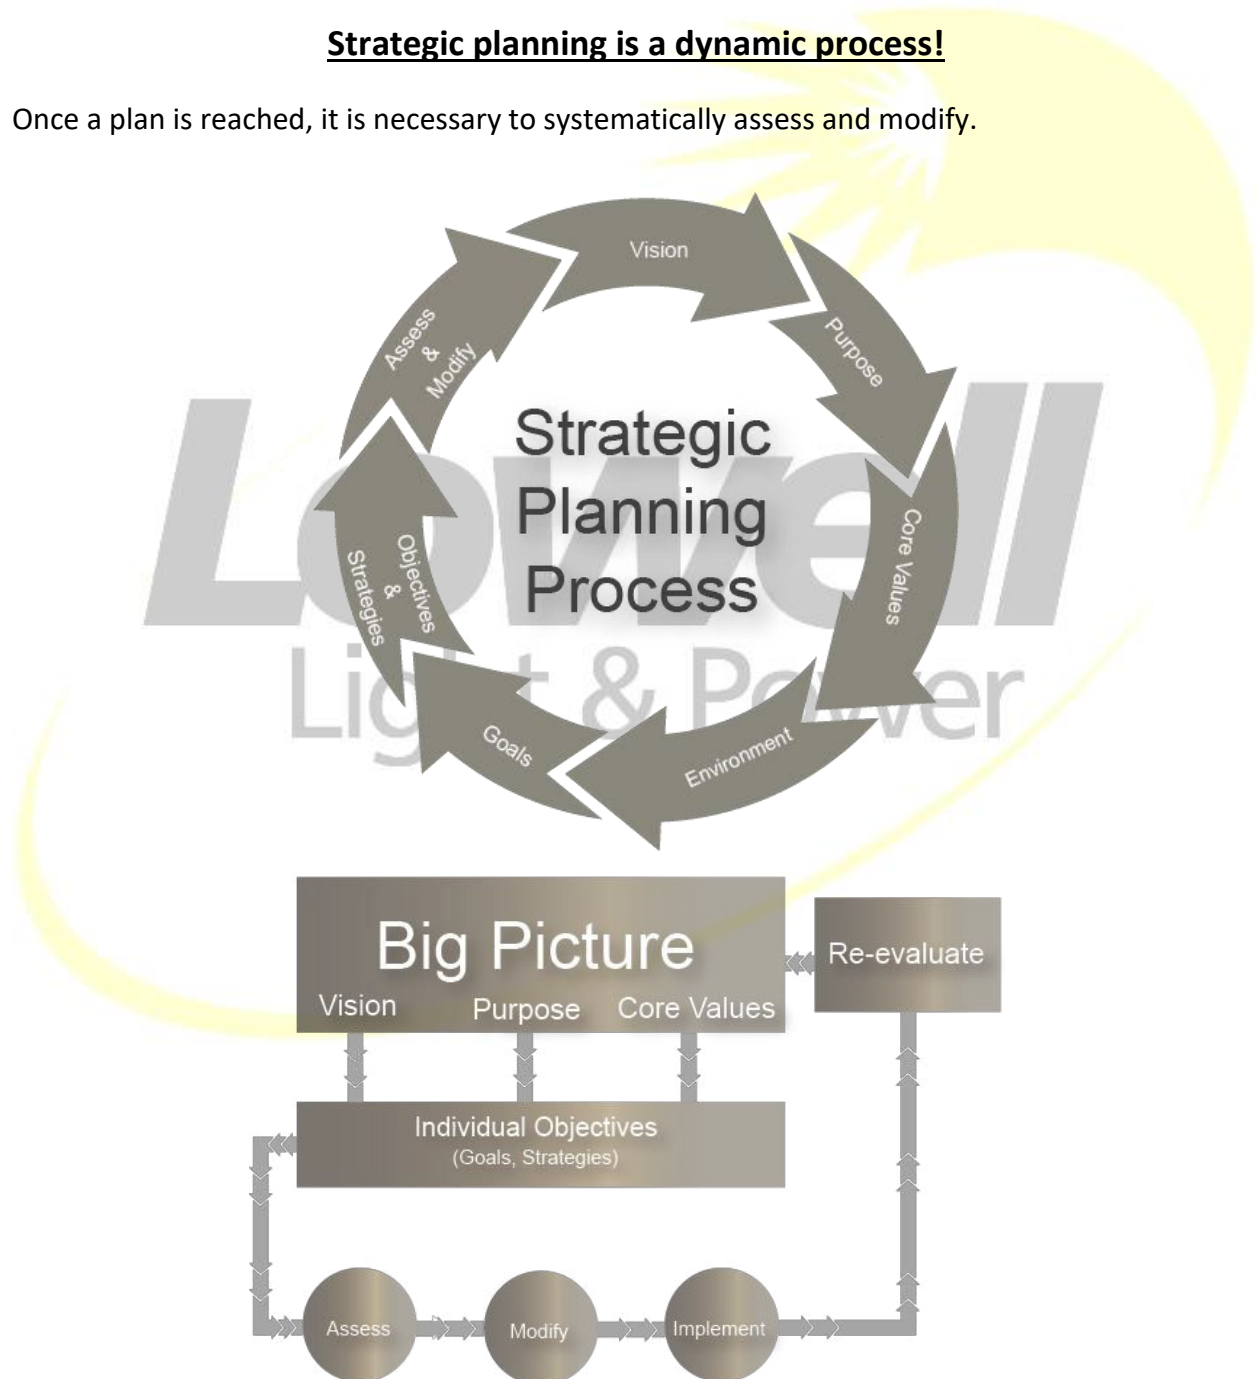 Strategic planning is a dynamic process!
Once a plan is reached, it is necessary to systematically assess and modify.
Vision
Purpose
Core Values
Environment
Goals
Objectives
&
Strategies
Assess
&
Modify
Strategic
Planning
Process
Lowell
Light & Power
Big Picture
Vision Purpose Core Values
Re-evaluate
Individual Objectives
(Goals, Strategies)
Assess
Modify
Implement